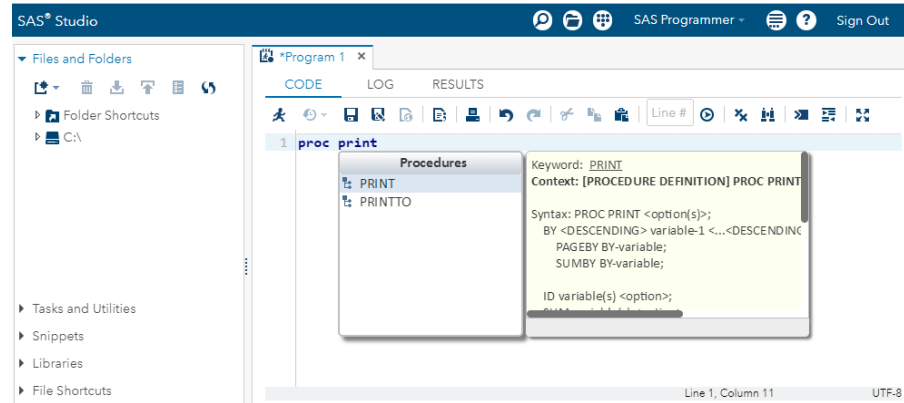 SAS® Studio
SAS Programmer
Sign Out
Files and Folders
Folder Shortcuts
C:\
Tasks and Utilities
Snippets
Libraries
File Shortcuts
*Program 1
CODE LOG RESULTS
Line #
1 proc print
Procedures
PRINT
PRINTTO
Keyword: PRINT
Context: [PROCEDURE DEFINITION] PROC PRINT
Syntax: PROC PRINT <option(s)>;
BY <DESCENDING> variable-1 <...<DESCENDING
PAGEBY BY-variable;
SUMBY BY-variable;
ID variable(s) <option>;
Line 1, Column 11
UTF-8